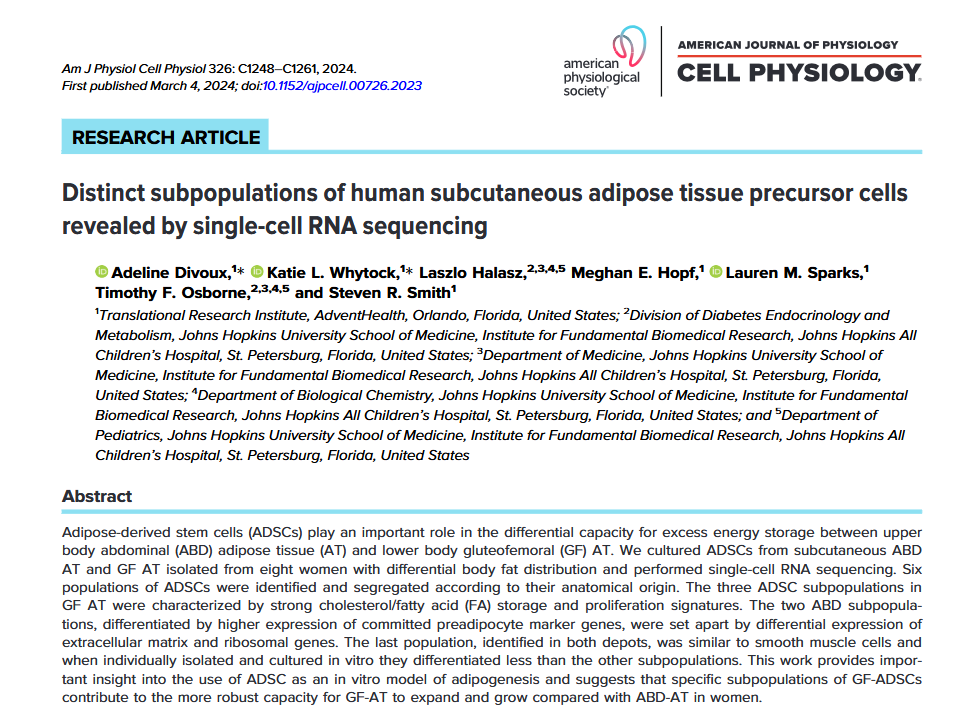 american
physiological
society
AMERICAN JOURNAL OF PHYSIOLOGY
CELL PHYSIOLOGY®
Am J Physiol Cell Physiol 326: C1248–C1261, 2024.
First published March 4, 2024; doi:10.1152/ajpcell.00726.2023
RESEARCH ARTICLE
Distinct subpopulations of human subcutaneous adipose tissue precursor cells
revealed by single-cell RNA sequencing
iD Adeline Divoux,¹* iD Katie L. Whytock,¹* Laszlo Halasz,²,³,⁴,⁵ Meghan E. Hopf,¹ iD Lauren M. Sparks,¹
Timothy F. Osborne,²,³,⁴,⁵ and Steven R. Smith¹
¹Translational Research Institute, AdventHealth, Orlando, Florida, United States; ²Division of Diabetes Endocrinology and
Metabolism, Johns Hopkins University School of Medicine, Institute for Fundamental Biomedical Research, Johns Hopkins All
Children’s Hospital, St. Petersburg, Florida, United States; ³Department of Medicine, Johns Hopkins University School of
Medicine, Institute for Fundamental Biomedical Research, Johns Hopkins All Children’s Hospital, St. Petersburg, Florida,
United States; ⁴Department of Biological Chemistry, Johns Hopkins University School of Medicine, Institute for Fundamental
Biomedical Research, Johns Hopkins All Children’s Hospital, St. Petersburg, Florida, United States; and ⁵Department of
Pediatrics, Johns Hopkins University School of Medicine, Institute for Fundamental Biomedical Research, Johns Hopkins All
Children’s Hospital, St. Petersburg, Florida, United States
Abstract
Adipose-derived stem cells (ADSCs) play an important role in the differential capacity for excess energy storage between upper
body abdominal (ABD) adipose tissue (AT) and lower body gluteofemoral (GF) AT. We cultured ADSCs from subcutaneous ABD
AT and GF AT isolated from eight women with differential body fat distribution and performed single-cell RNA sequencing. Six
populations of ADSCs were identified and segregated according to their anatomical origin. The three ADSC subpopulations in
GF AT were characterized by strong cholesterol/fatty acid (FA) storage and proliferation signatures. The two ABD subpopula-
tions, differentiated by higher expression of committed preadipocyte marker genes, were set apart by differential expression of
extracellular matrix and ribosomal genes. The last population, identified in both depots, was similar to smooth muscle cells and
when individually isolated and cultured in vitro they differentiated less than the other subpopulations. This work provides impor-
tant insight into the use of ADSC as an in vitro model of adipogenesis and suggests that specific subpopulations of GF-ADSCs
contribute to the more robust capacity for GF-AT to expand and grow compared with ABD-AT in women.